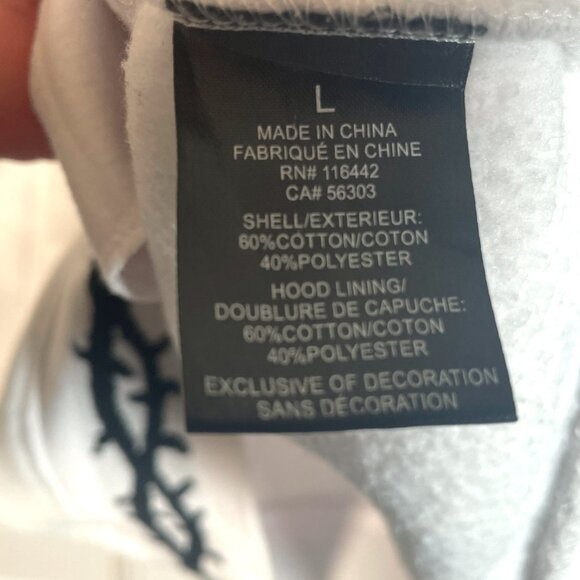 L
MADE IN CHINA
FABRIQUÉ EN CHINE
RN# 116442
CA# 56303
SHELL/EXTERIEUR:
60%COTTON/COTON
40%POLYESTER
HOOD LINING/
DOUBLURE DE CAPUCHE:
60%COTTON/COTON
40%POLYESTER
EXCLUSIVE OF DECORATION
SANS DÉCORATION